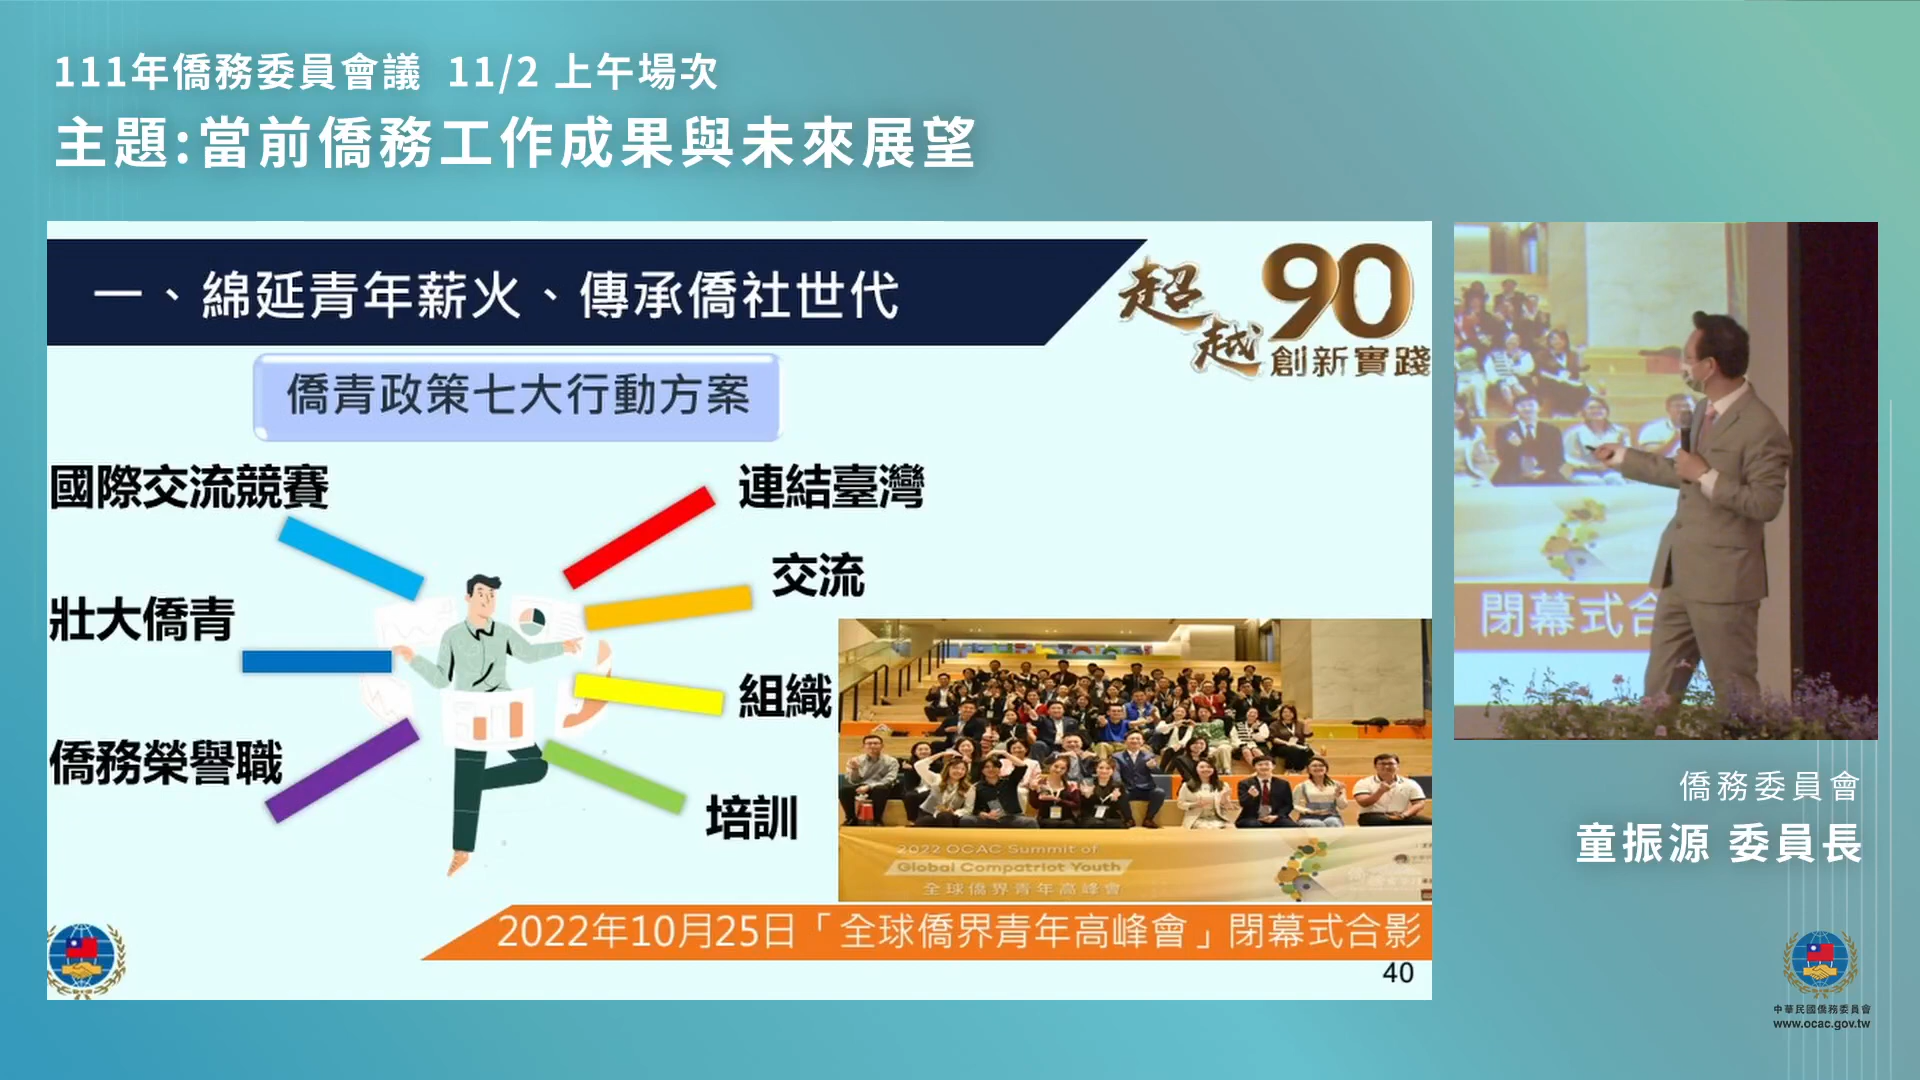 111年僑務委員會議 11/2 上午場次
主題:當前僑務工作成果與未來展望
一、綿延青年薪火、傳承僑社世代
超越90
創新實踐
僑青政策七大行動方案
國際交流競賽
連結臺灣
交流
壯大僑青
組織
僑務榮譽職
培訓
2022 OCAC Summit of
Global Compatriot Youth
全球僑界青年高峰會
2022年10月25日「全球僑界青年高峰會」閉幕式合影
40
閉幕式合
僑務委員會
童振源 委員長
中華民國僑務委員會
www.ocac.gov.tw